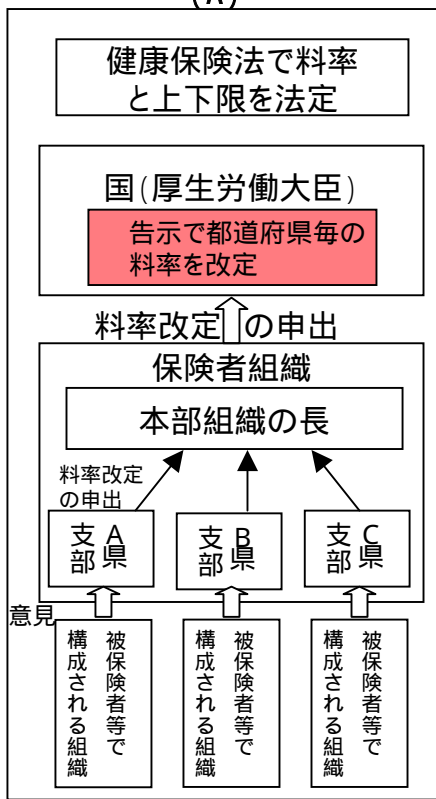 (A)
健康保険法で料率
と上下限を法定
国(厚生労働大臣)
告示で都道府県毎の
料率を改定
料率改定の申出
保険者組織
本部組織の長
料率改定
の申出
A県
支部
B県
支部
C県
支部
意見
被保険者等で
構成される組織
被保険者等で
構成される組織
被保険者等で
構成される組織